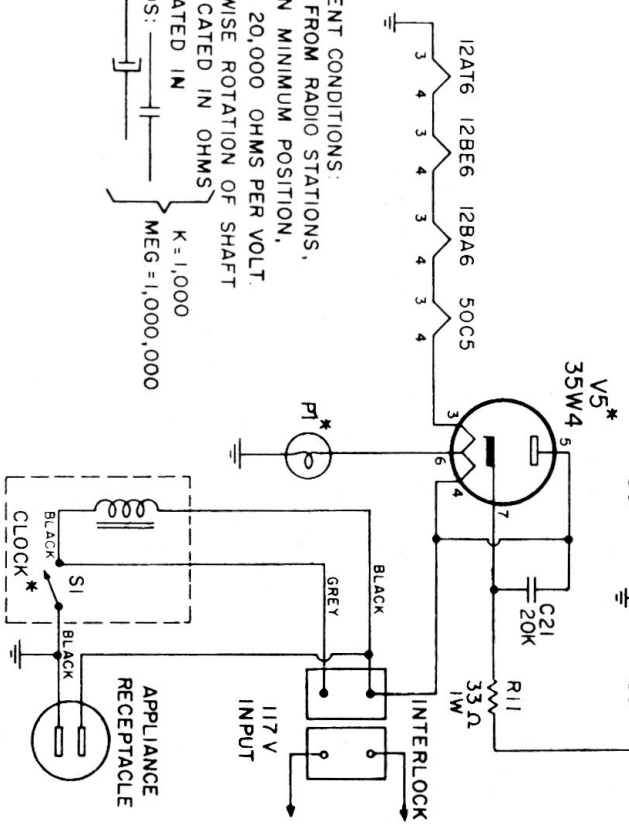 ENT CONDITIONS:
FROM RADIO STATIONS,
N MINIMUM POSITION,
20,000 OHMS PER VOLT.
WISE ROTATION OF SHAFT
CATED IN OHMS
ATED IN
DS:
K = 1,000
MEG = 1,000,000
12AT6 12BE6 12BA6 50C5
3 4 3 4 3 4 3 4
V5*
35W4
3 6 4 5 7
P1*
C21
20K
R11
33 Ω
1W
BLACK
GREY
BLACK
S1
CLOCK*
BLACK
INTERLOCK
117 V
INPUT
APPLIANCE
RECEPTACLE